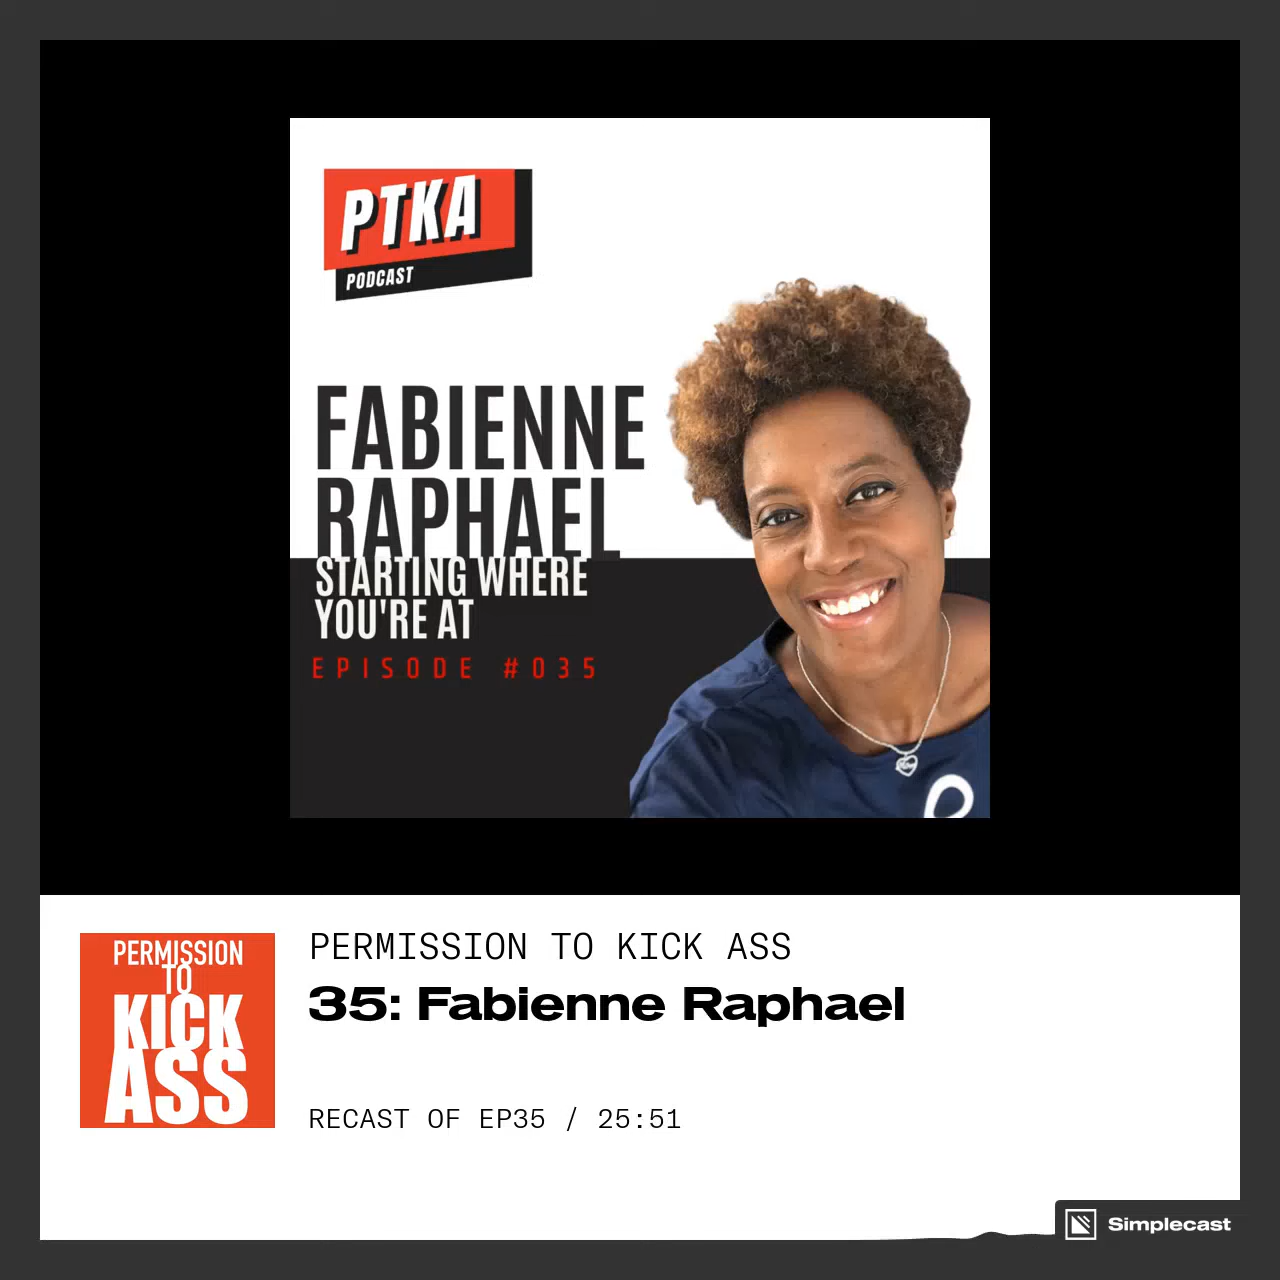 PTKA
PODCAST
FABIENNE
RAPHAEL
STARTING WHERE
YOU'RE AT
EPISODE #035
PERMISSION
TO
KICK
ASS
PERMISSION TO KICK ASS
35: Fabienne Raphael
RECAST OF EP35 / 25:51
Simplecast